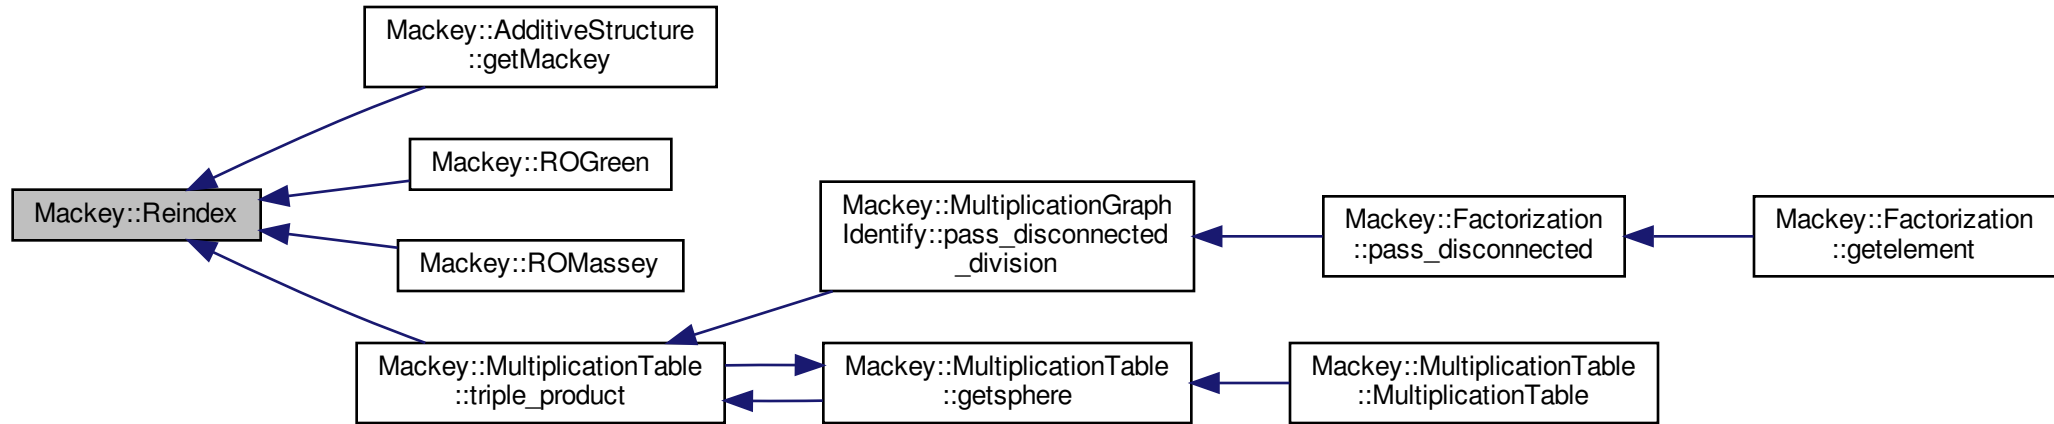 Mackey::AdditiveStructure
::getMackey
Mackey::ROGreen
Mackey::Reindex
Mackey::ROMassey
Mackey::MultiplicationTable
::triple_product
Mackey::MultiplicationGraph
Identify::pass_disconnected
_division
Mackey::MultiplicationTable
::getsphere
Mackey::Factorization
::pass_disconnected
Mackey::MultiplicationTable
::MultiplicationTable
Mackey::Factorization
::getelement